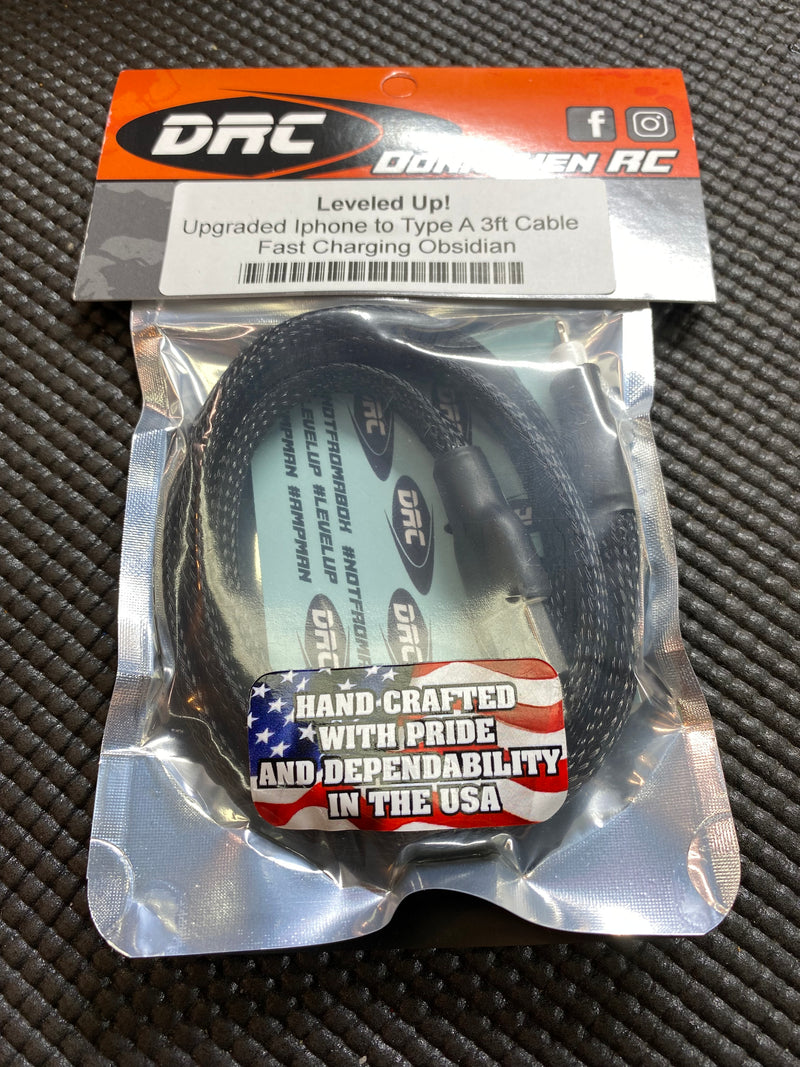 DRC
RC
Leveled Up!
Upgraded Iphone to Type A 3ft Cable
Fast Charging Obsidian
#NOTFROMABOX #NOTFROMA
#LEVELUP #LEVELUP
#AMPMAN #AMPMAN
DRC
DRC
DRC
DRC
HAND CRAFTED
WITH PRIDE
AND DEPENDABILITY
IN THE USA